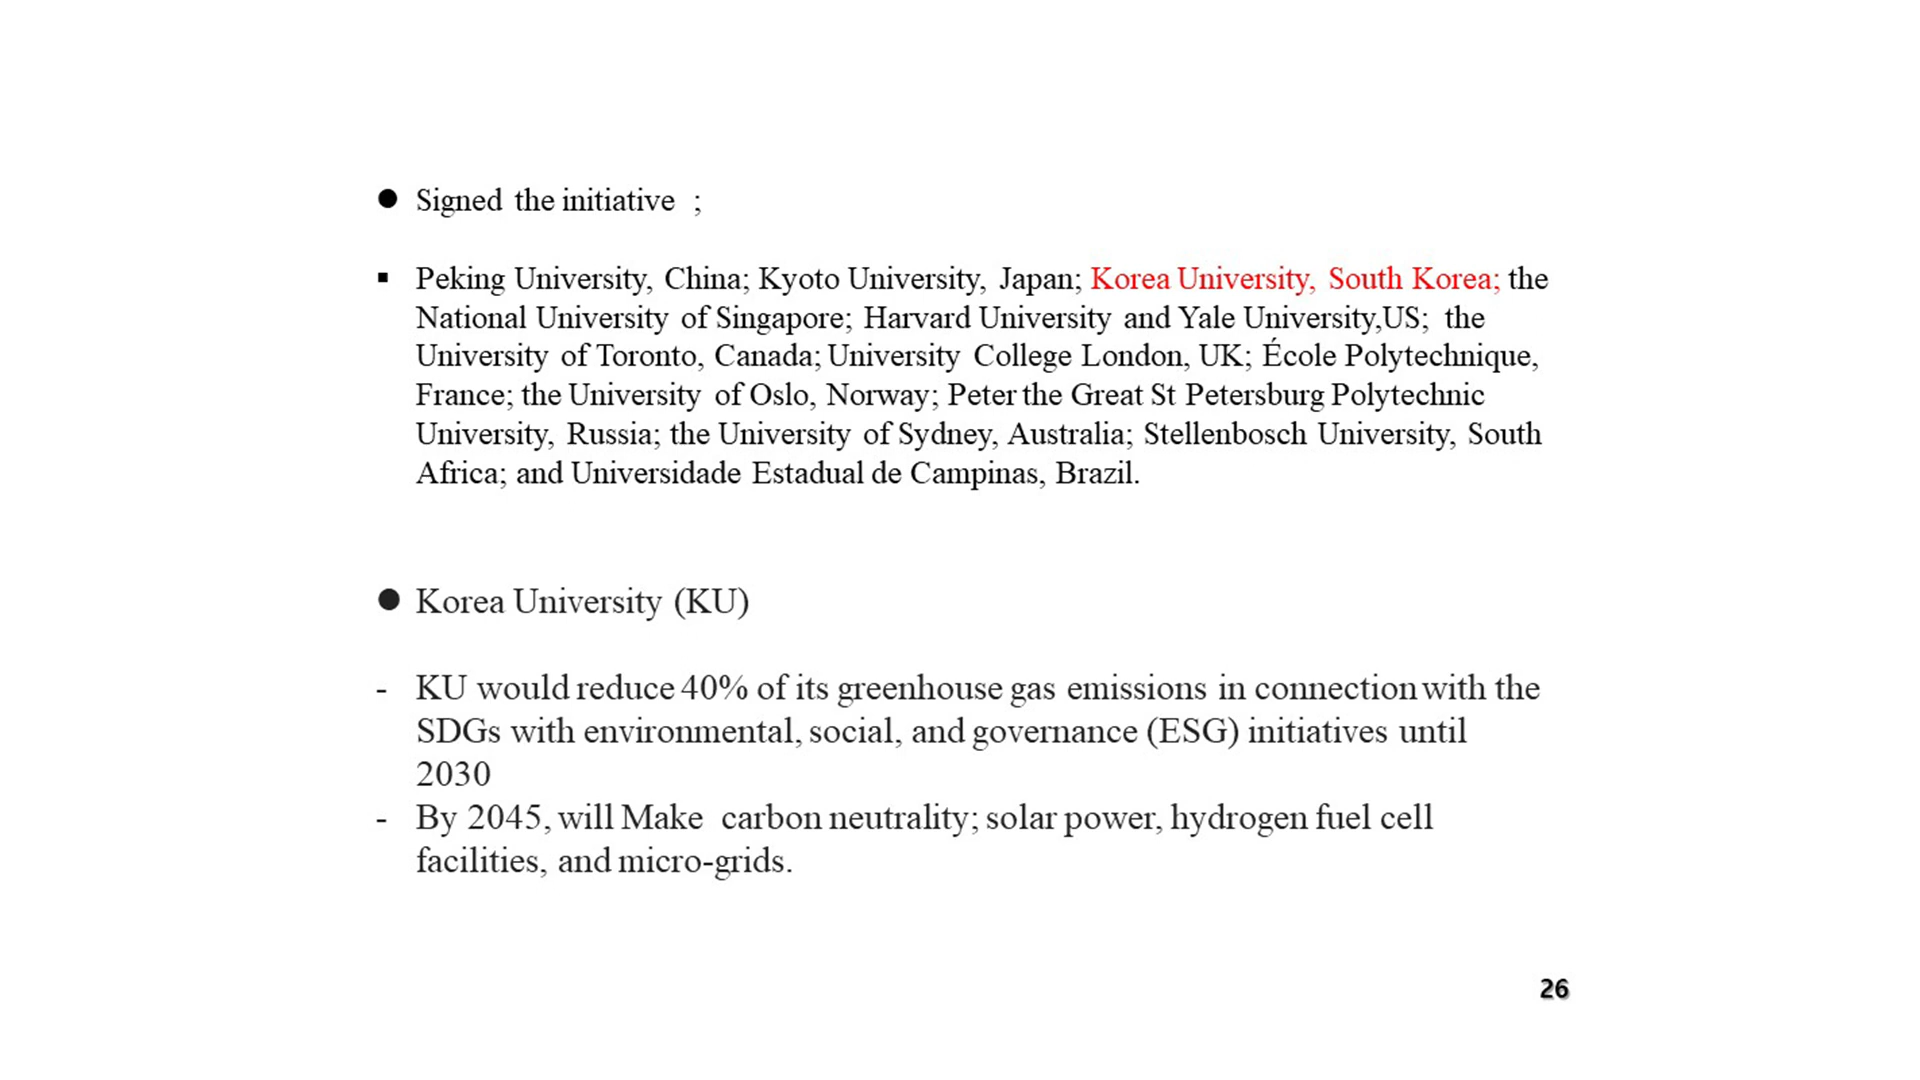 ● Signed the initiative ;
▪ Peking University, China; Kyoto University, Japan; Korea University, South Korea; the
National University of Singapore; Harvard University and Yale University,US; the
University of Toronto, Canada; University College London, UK; École Polytechnique,
France; the University of Oslo, Norway; Peter the Great St Petersburg Polytechnic
University, Russia; the University of Sydney, Australia; Stellenbosch University, South
Africa; and Universidade Estadual de Campinas, Brazil.
● Korea University (KU)
- KU would reduce 40% of its greenhouse gas emissions in connection with the
SDGs with environmental, social, and governance (ESG) initiatives until
2030
- By 2045, will Make carbon neutrality; solar power, hydrogen fuel cell
facilities, and micro-grids.
26